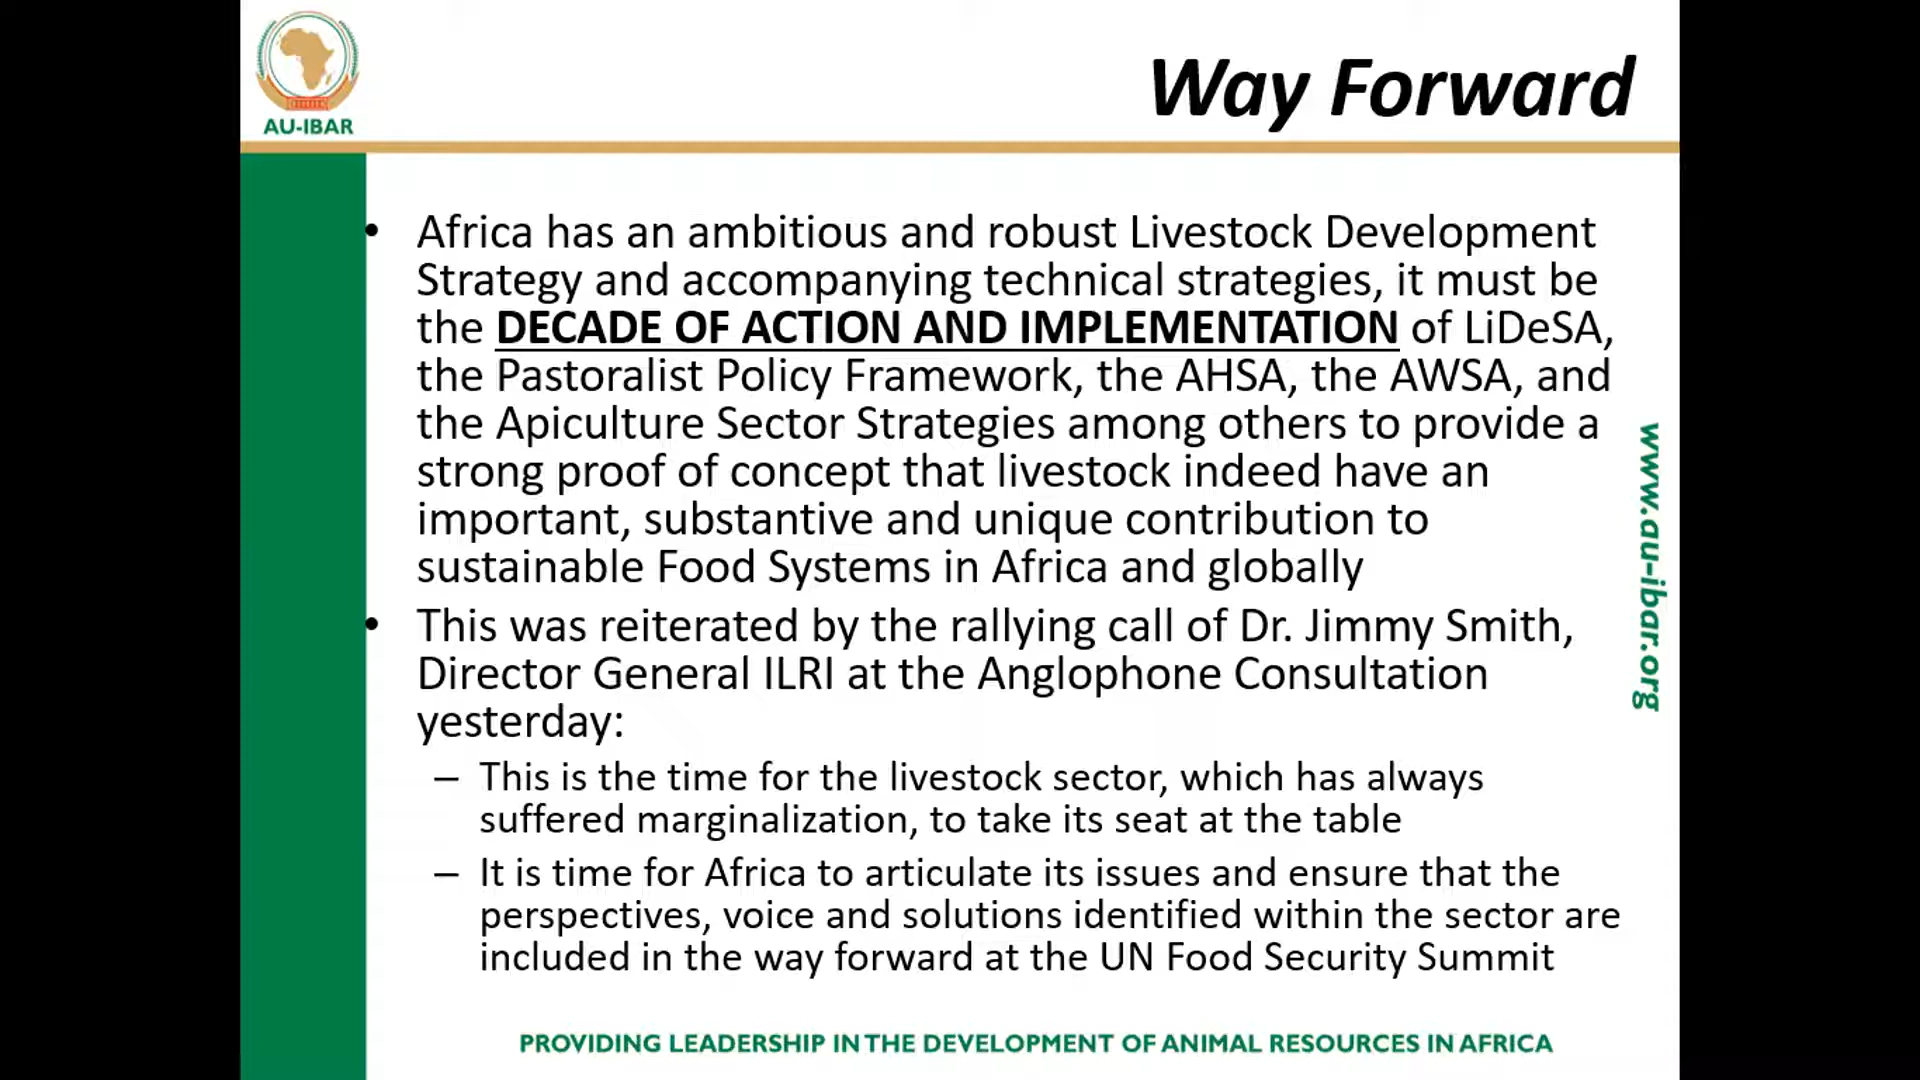 AU-IBAR
Way Forward
• Africa has an ambitious and robust Livestock Development
Strategy and accompanying technical strategies, it must be
the DECADE OF ACTION AND IMPLEMENTATION of LiDeSA,
the Pastoralist Policy Framework, the AHSA, the AWSA, and
the Apiculture Sector Strategies among others to provide a
strong proof of concept that livestock indeed have an
important, substantive and unique contribution to
sustainable Food Systems in Africa and globally
• This was reiterated by the rallying call of Dr. Jimmy Smith,
Director General ILRI at the Anglophone Consultation
yesterday:
– This is the time for the livestock sector, which has always
suffered marginalization, to take its seat at the table
– It is time for Africa to articulate its issues and ensure that the
perspectives, voice and solutions identified within the sector are
included in the way forward at the UN Food Security Summit
www.au-ibar.org
PROVIDING LEADERSHIP IN THE DEVELOPMENT OF ANIMAL RESOURCES IN AFRICA